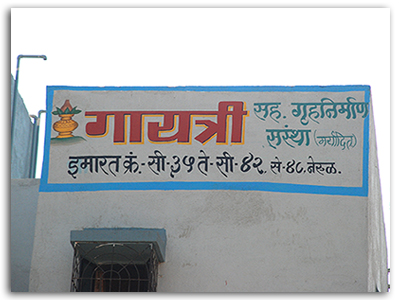 गायत्री सह. गृहनिर्माण
संस्था (मर्यादित)
इमारत क्रं.-सी-३५ ते-सी-४२. से-४८, नेरुळ.